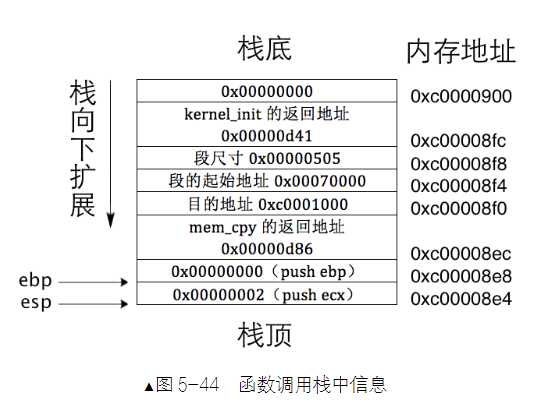 栈底
内存地址
栈向下扩展
0x00000000
0xc0000900
kernel_init 的返回地址
0x00000d41
0xc00008fc
段尺寸 0x00000505
0xc00008f8
段的起始地址 0x00070000
0xc00008f4
目的地址 0xc0001000
0xc00008f0
mem_cpy 的返回地址
0x00000d86
0xc00008ec
ebp
0x00000000（push ebp）
0xc00008e8
esp
0x00000002（push ecx）
0xc00008e4
栈顶
▲图 5-44 函数调用栈中信息